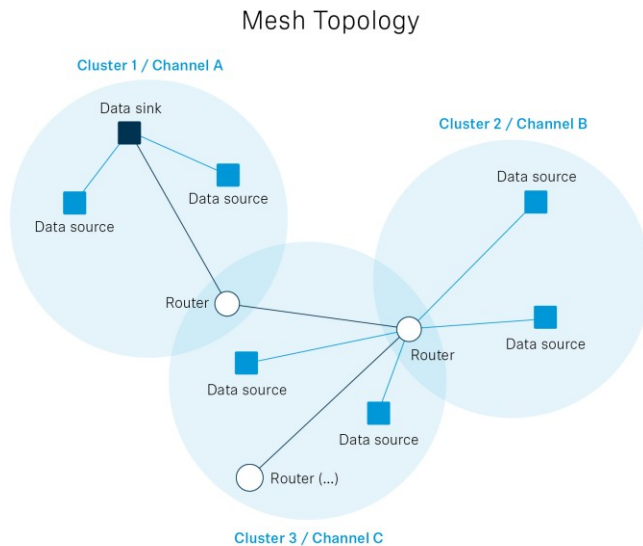 Mesh Topology
Cluster 1 / Channel A
Data sink
Data source
Data source
Cluster 2 / Channel B
Data source
Data source
Router
Router
Data source
Data source
Router (...)
Cluster 3 / Channel C